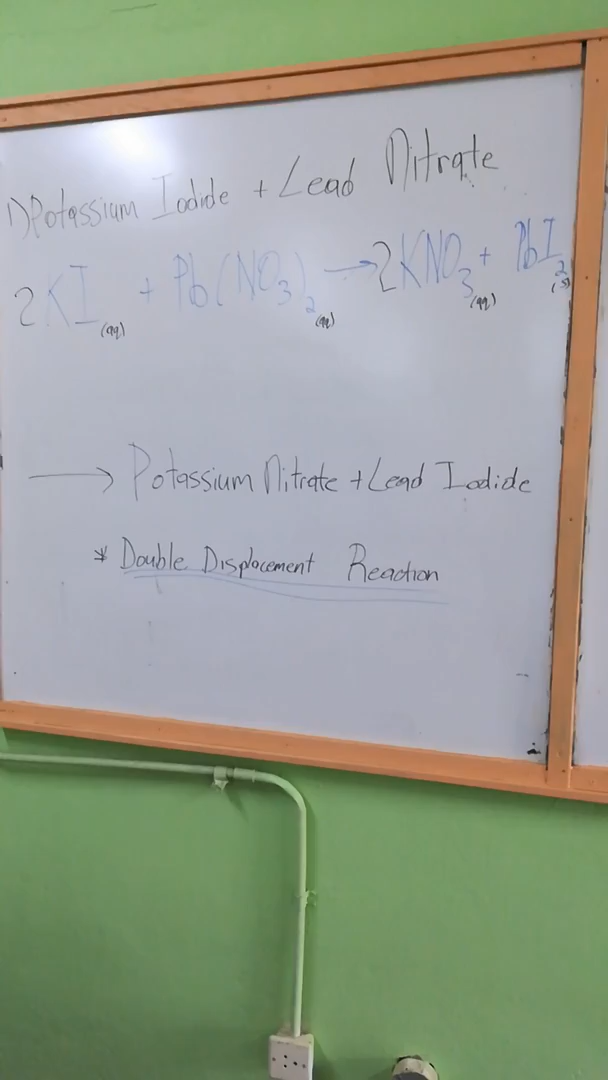 1) Potassium Iodide + Lead Nitrate
2KI(aq) + Pb(NO3)2(aq) → 2KNO3(aq) + PbI2(s)
→ Potassium Nitrate + Lead Iodide
* Double Displacement Reaction